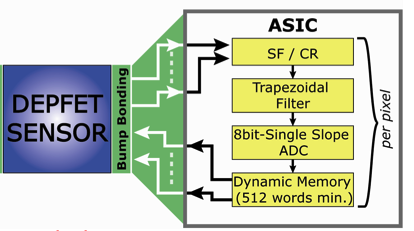 ASIC
SF / CR
Trapezoidal
Filter
8bit-Single Slope
ADC
Dynamic Memory
(512 words min.)
per pixel
Bump Bonding
DEPFET
SENSOR